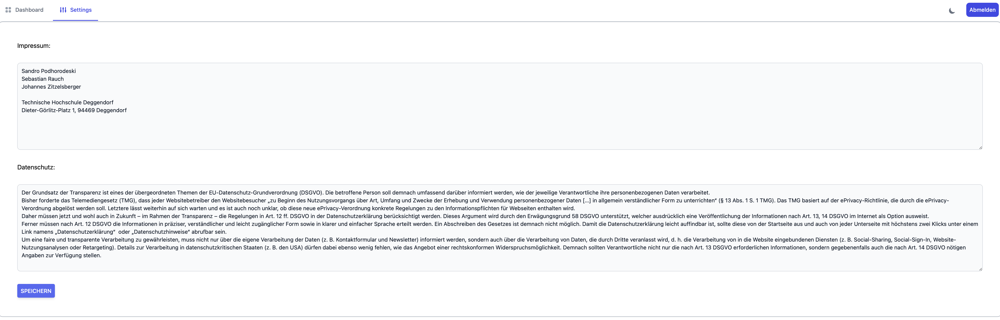 Dashboard
Settings
Abmelden
Impressum:
Sandro Podhorodeski
Sebastian Rauch
Johannes Zitzelsberger
Technische Hochschule Deggendorf
Dieter-Görlitz-Platz 1, 94469 Deggendorf
Datenschutz:
Der Grundsatz der Transparenz ist eines der übergeordneten Themen der EU-Datenschutz-Grundverordnung (DSGVO). Die betroffene Person soll demnach umfassend darüber informiert werden, wie der jeweilige Verantwortliche ihre personenbezogenen Daten verarbeitet.
Bisher forderte das Telemediengesetz (TMG), dass jeder Websitebetreiber den Websitebesucher „zu Beginn des Nutzungsvorgangs über Art, Umfang und Zwecke der Erhebung und Verwendung personenbezogener Daten [...] in allgemein verständlicher Form zu unterrichten“ (§ 13 Abs. 1 S. 1 TMG). Das TMG basiert auf der ePrivacy-Richtlinie, die durch die ePrivacy-
Verordnung abgelöst werden soll. Letztere lässt weiterhin auf sich warten und es ist auch noch unklar, ob diese neue ePrivacy-Verordnung konkrete Regelungen zu den Informationspflichten für Webseiten enthalten wird.
Daher müssen jetzt und wohl auch in Zukunft – im Rahmen der Transparenz – die Regelungen in Art. 12 ff. DSGVO in der Datenschutzerklärung berücksichtigt werden. Dieses Argument wird durch den Erwägungsgrund 58 DSGVO unterstützt, welcher ausdrücklich eine Veröffentlichung der Informationen nach Art. 13, 14 DSGVO im Internet als Option ausweist.
Ferner müssen nach Art. 12 DSGVO die Informationen in präziser, verständlicher und leicht zugänglicher Form sowie in klarer und einfacher Sprache erteilt werden. Ein Abschreiben des Gesetzes ist demnach nicht möglich. Damit die Datenschutzerklärung leicht auffindbar ist, sollte diese von der Startseite aus und auch von jeder Unterseite mit höchstens zwei Klicks unter einem
Link namens „Datenschutzerklärung“  oder „Datenschutzhinweise“ abrufbar sein.
Um eine faire und transparente Verarbeitung zu gewährleisten, muss nicht nur über die eigene Verarbeitung der Daten (z. B. Kontaktformular und Newsletter) informiert werden, sondern auch über die Verarbeitung von Daten, die durch Dritte veranlasst wird, d. h. die Verarbeitung von in die Website eingebundenen Diensten (z. B. Social-Sharing, Social-Sign-In, Website-
Nutzungsanalysen oder Retargeting). Details zur Verarbeitung in datenschutzkritischen Staaten (z. B. den USA) dürfen dabei ebenso wenig fehlen, wie das Angebot einer rechtskonformen Widerspruchsmöglichkeit. Demnach sollten Verantwortliche nicht nur die nach Art. 13 DSGVO erforderlichen Informationen, sondern gegebenenfalls auch die nach Art. 14 DSGVO nötigen
Angaben zur Verfügung stellen.
SPEICHERN